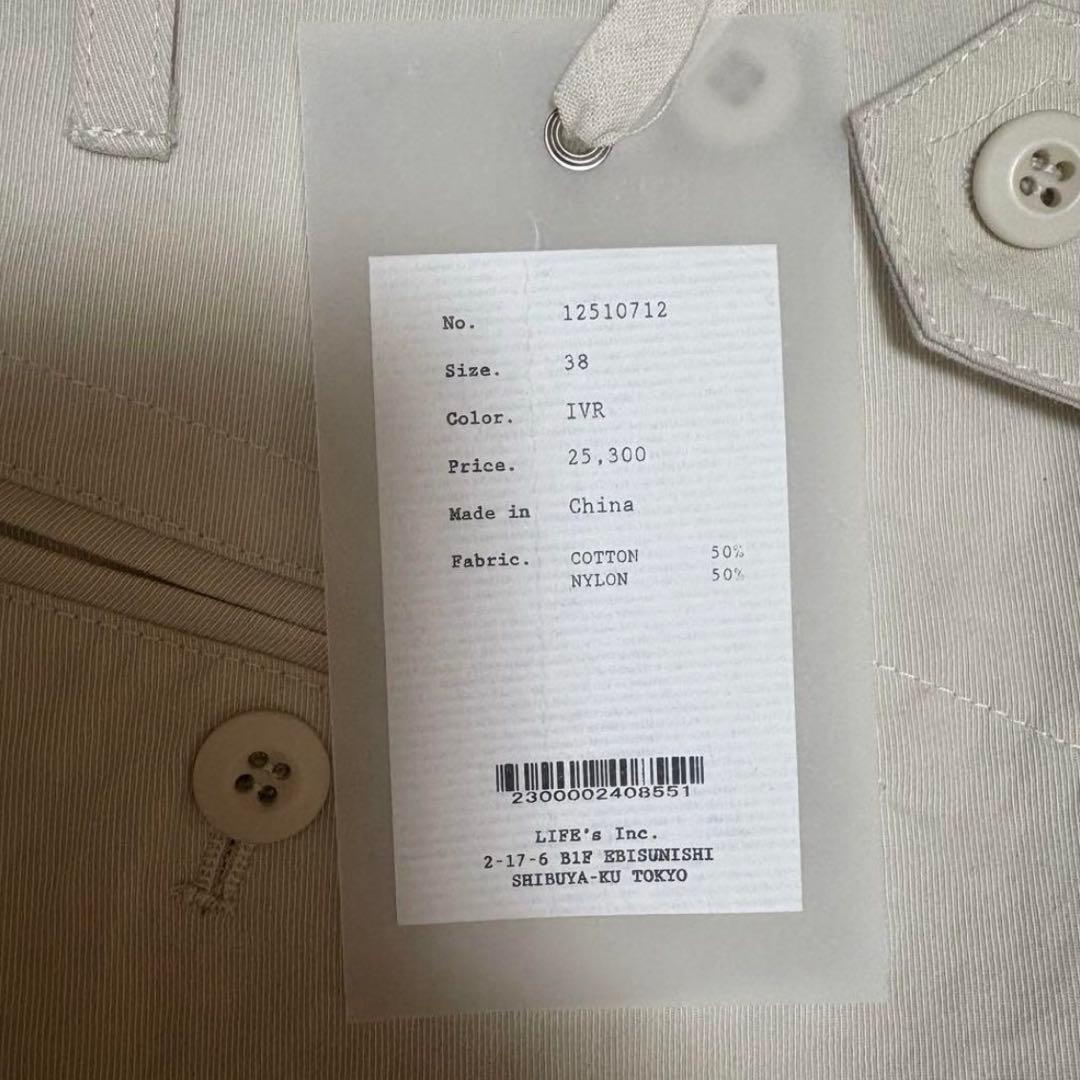 No. 12510712
Size. 38
Color. IVR
Price. 25,300
Made in China
Fabric. COTTON 50%
NYLON 50%
2300002408551
LIFE's Inc.
2-17-6 B1F EBISUNISHI
SHIBUYA-KU TOKYO